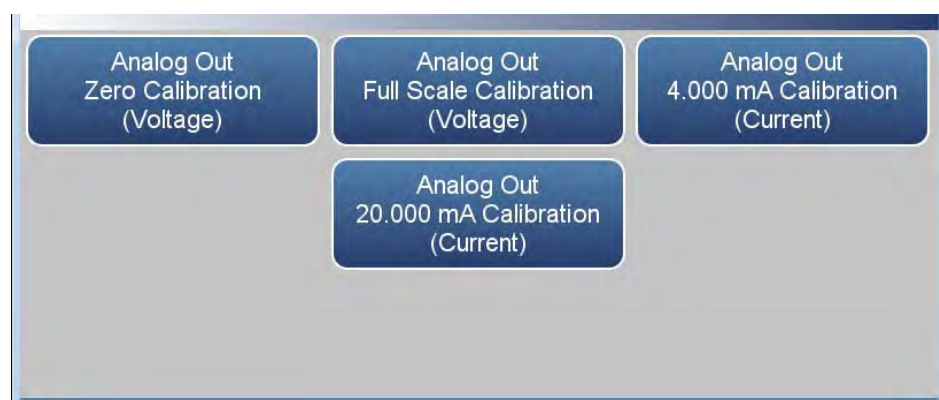 Analog Out
Zero Calibration
(Voltage)
Analog Out
Full Scale Calibration
(Voltage)
Analog Out
4.000 mA Calibration
(Current)
Analog Out
20.000 mA Calibration
(Current)